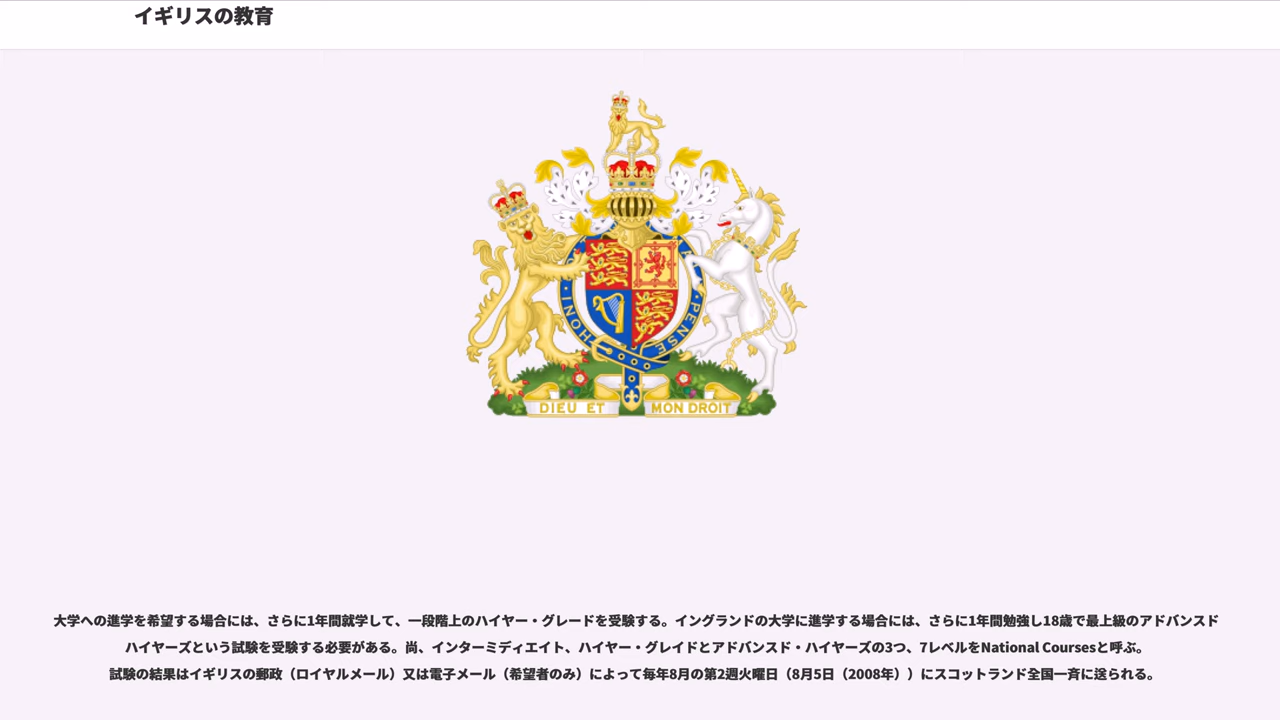 イギリスの教育
INOH
HON
PENSE
DIEU ET MON DROIT
大学への進学を希望する場合には、さらに1年間就学して、一段階上のハイヤー・グレードを受験する。イングランドの大学に進学する場合には、さらに1年間勉強し18歳で最上級のアドバンスド
ハイヤーズという試験を受験する必要がある。尚、インターミディエイト、ハイヤー・グレイドとアドバンスド・ハイヤーズの3つ、7レベルをNational Coursesと呼ぶ。
試験の結果はイギリスの郵政（ロイヤルメール）又は電子メール（希望者のみ）によって毎年8月の第2週火曜日（8月5日（2008年））にスコットランド全国一斉に送られる。